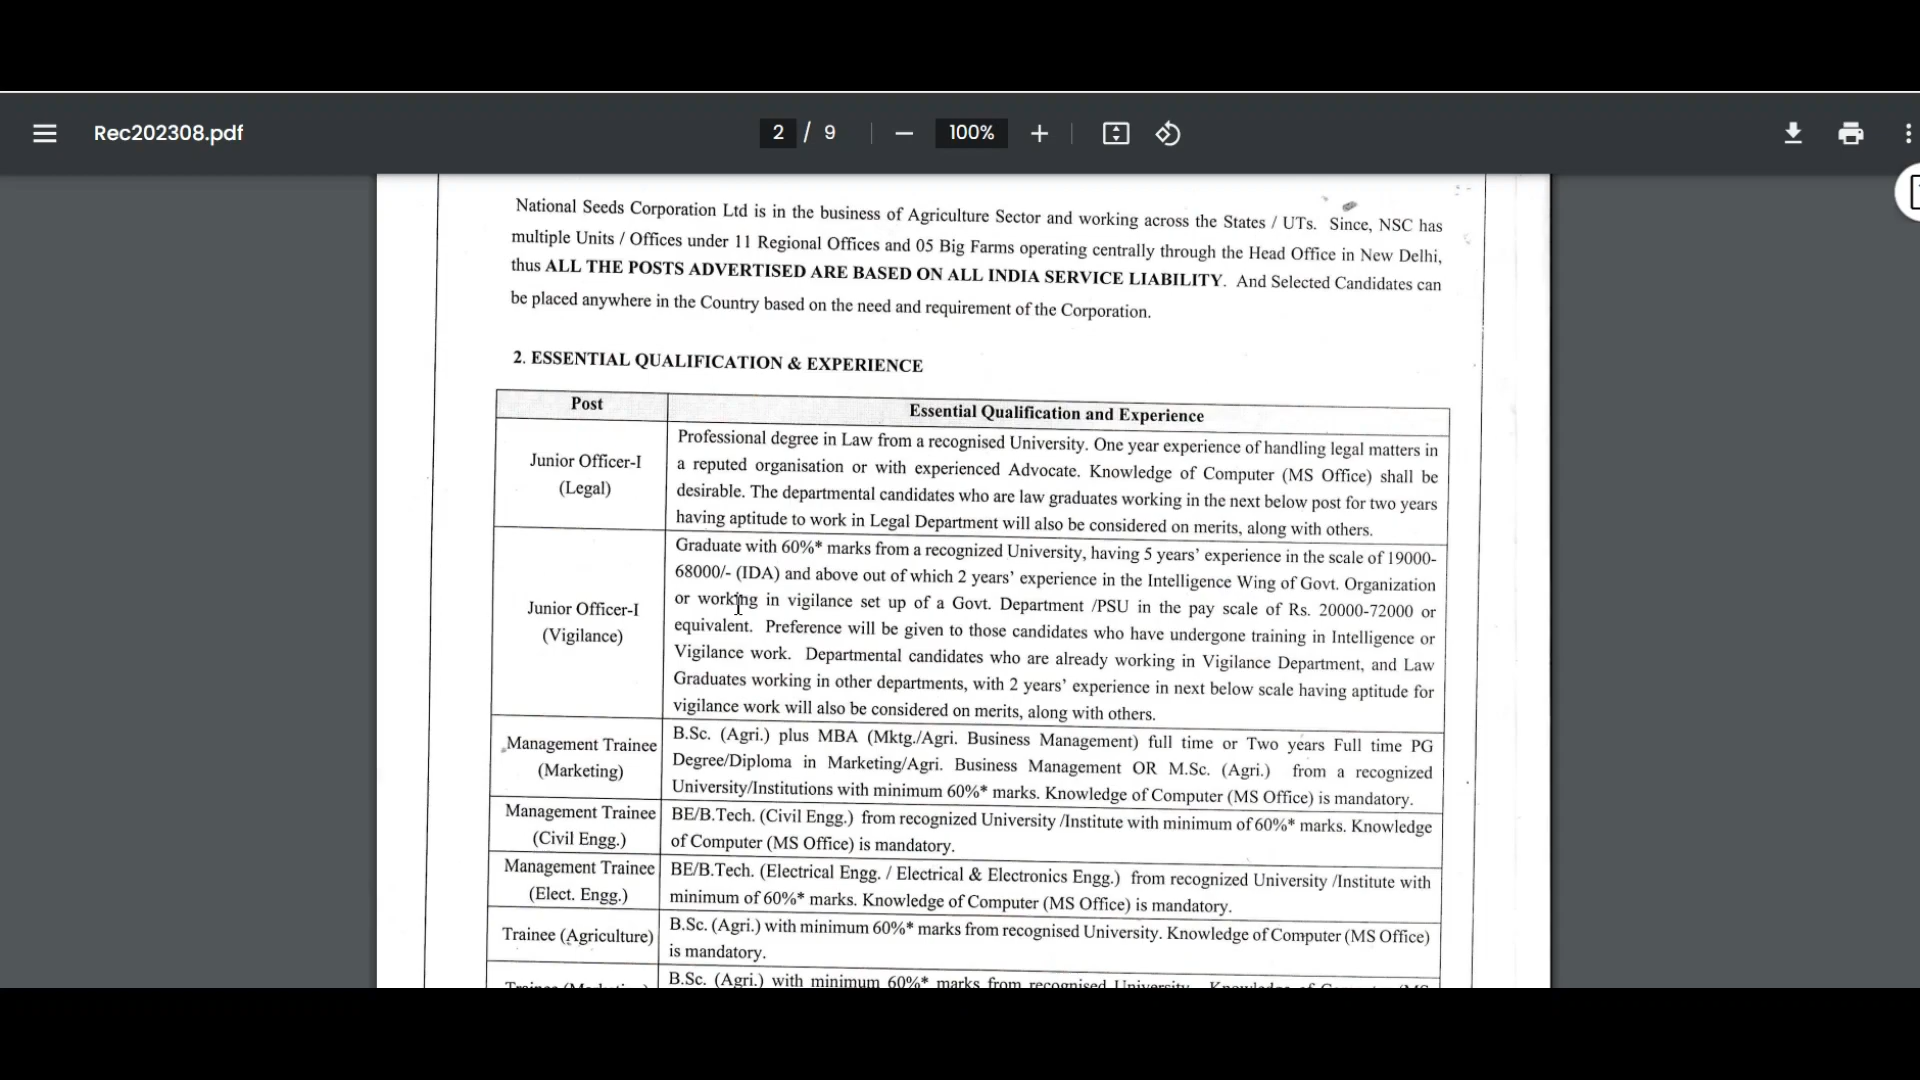 Rec202308.pdf
2 / 9
100%
National Seeds Corporation Ltd is in the business of Agriculture Sector and working across the States / UTs. Since, NSC has
multiple Units / Offices under 11 Regional Offices and 05 Big Farms operating centrally through the Head Office in New Delhi,
thus ALL THE POSTS ADVERTISED ARE BASED ON ALL INDIA SERVICE LIABILITY. And Selected Candidates can
be placed anywhere in the Country based on the need and requirement of the Corporation.
2. ESSENTIAL QUALIFICATION & EXPERIENCE
Post
Essential Qualification and Experience
Junior Officer-I
(Legal)
Professional degree in Law from a recognised University. One year experience of handling legal matters in
a reputed organisation or with experienced Advocate. Knowledge of Computer (MS Office) shall be
desirable. The departmental candidates who are law graduates working in the next below post for two years
having aptitude to work in Legal Department will also be considered on merits, along with others.
Junior Officer-I
(Vigilance)
Graduate with 60%* marks from a recognized University, having 5 years' experience in the scale of 19000-
68000/- (IDA) and above out of which 2 years' experience in the Intelligence Wing of Govt. Organization
or working in vigilance set up of a Govt. Department /PSU in the pay scale of Rs. 20000-72000 or
equivalent. Preference will be given to those candidates who have undergone training in Intelligence or
Vigilance work. Departmental candidates who are already working in Vigilance Department, and Law
Graduates working in other departments, with 2 years' experience in next below scale having aptitude for
vigilance work will also be considered on merits, along with others.
Management Trainee
(Marketing)
B.Sc. (Agri.) plus MBA (Mktg./Agri. Business Management) full time or Two years Full time PG
Degree/Diploma in Marketing/Agri. Business Management OR M.Sc. (Agri.) from a recognized
University/Institutions with minimum 60%* marks. Knowledge of Computer (MS Office) is mandatory.
Management Trainee
(Civil Engg.)
BE/B.Tech. (Civil Engg.) from recognized University /Institute with minimum of 60%* marks. Knowledge
of Computer (MS Office) is mandatory.
Management Trainee
(Elect. Engg.)
BE/B.Tech. (Electrical Engg. / Electrical & Electronics Engg.) from recognized University /Institute with
minimum of 60%* marks. Knowledge of Computer (MS Office) is mandatory.
Trainee (Agriculture)
B.Sc. (Agri.) with minimum 60%* marks from recognised University. Knowledge of Computer (MS Office)
is mandatory.
B.Sc. (Agri.) with minimum 60%* marks from recognised University.